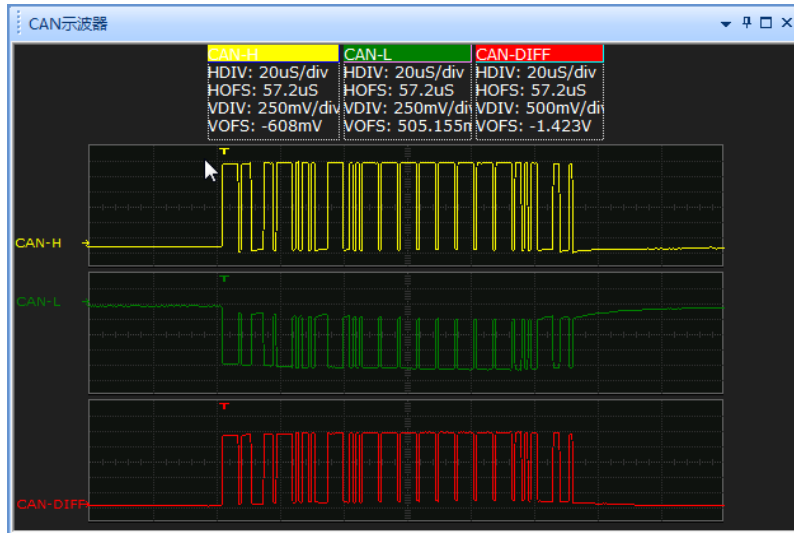 CAN示波器
CAN-H CAN-L CAN-DIFF
HDIV: 20uS/div HDIV: 20uS/div HDIV: 20uS/div
HOFS: 57.2uS HOFS: 57.2uS HOFS: 57.2uS
VDIV: 250mV/div VDIV: 250mV/di VDIV: 500mV/di
VOFS: -608mV VOFS: 505.155m VOFS: -1.423V
T
CAN-H
T
CAN-L
T
CAN-DIFF